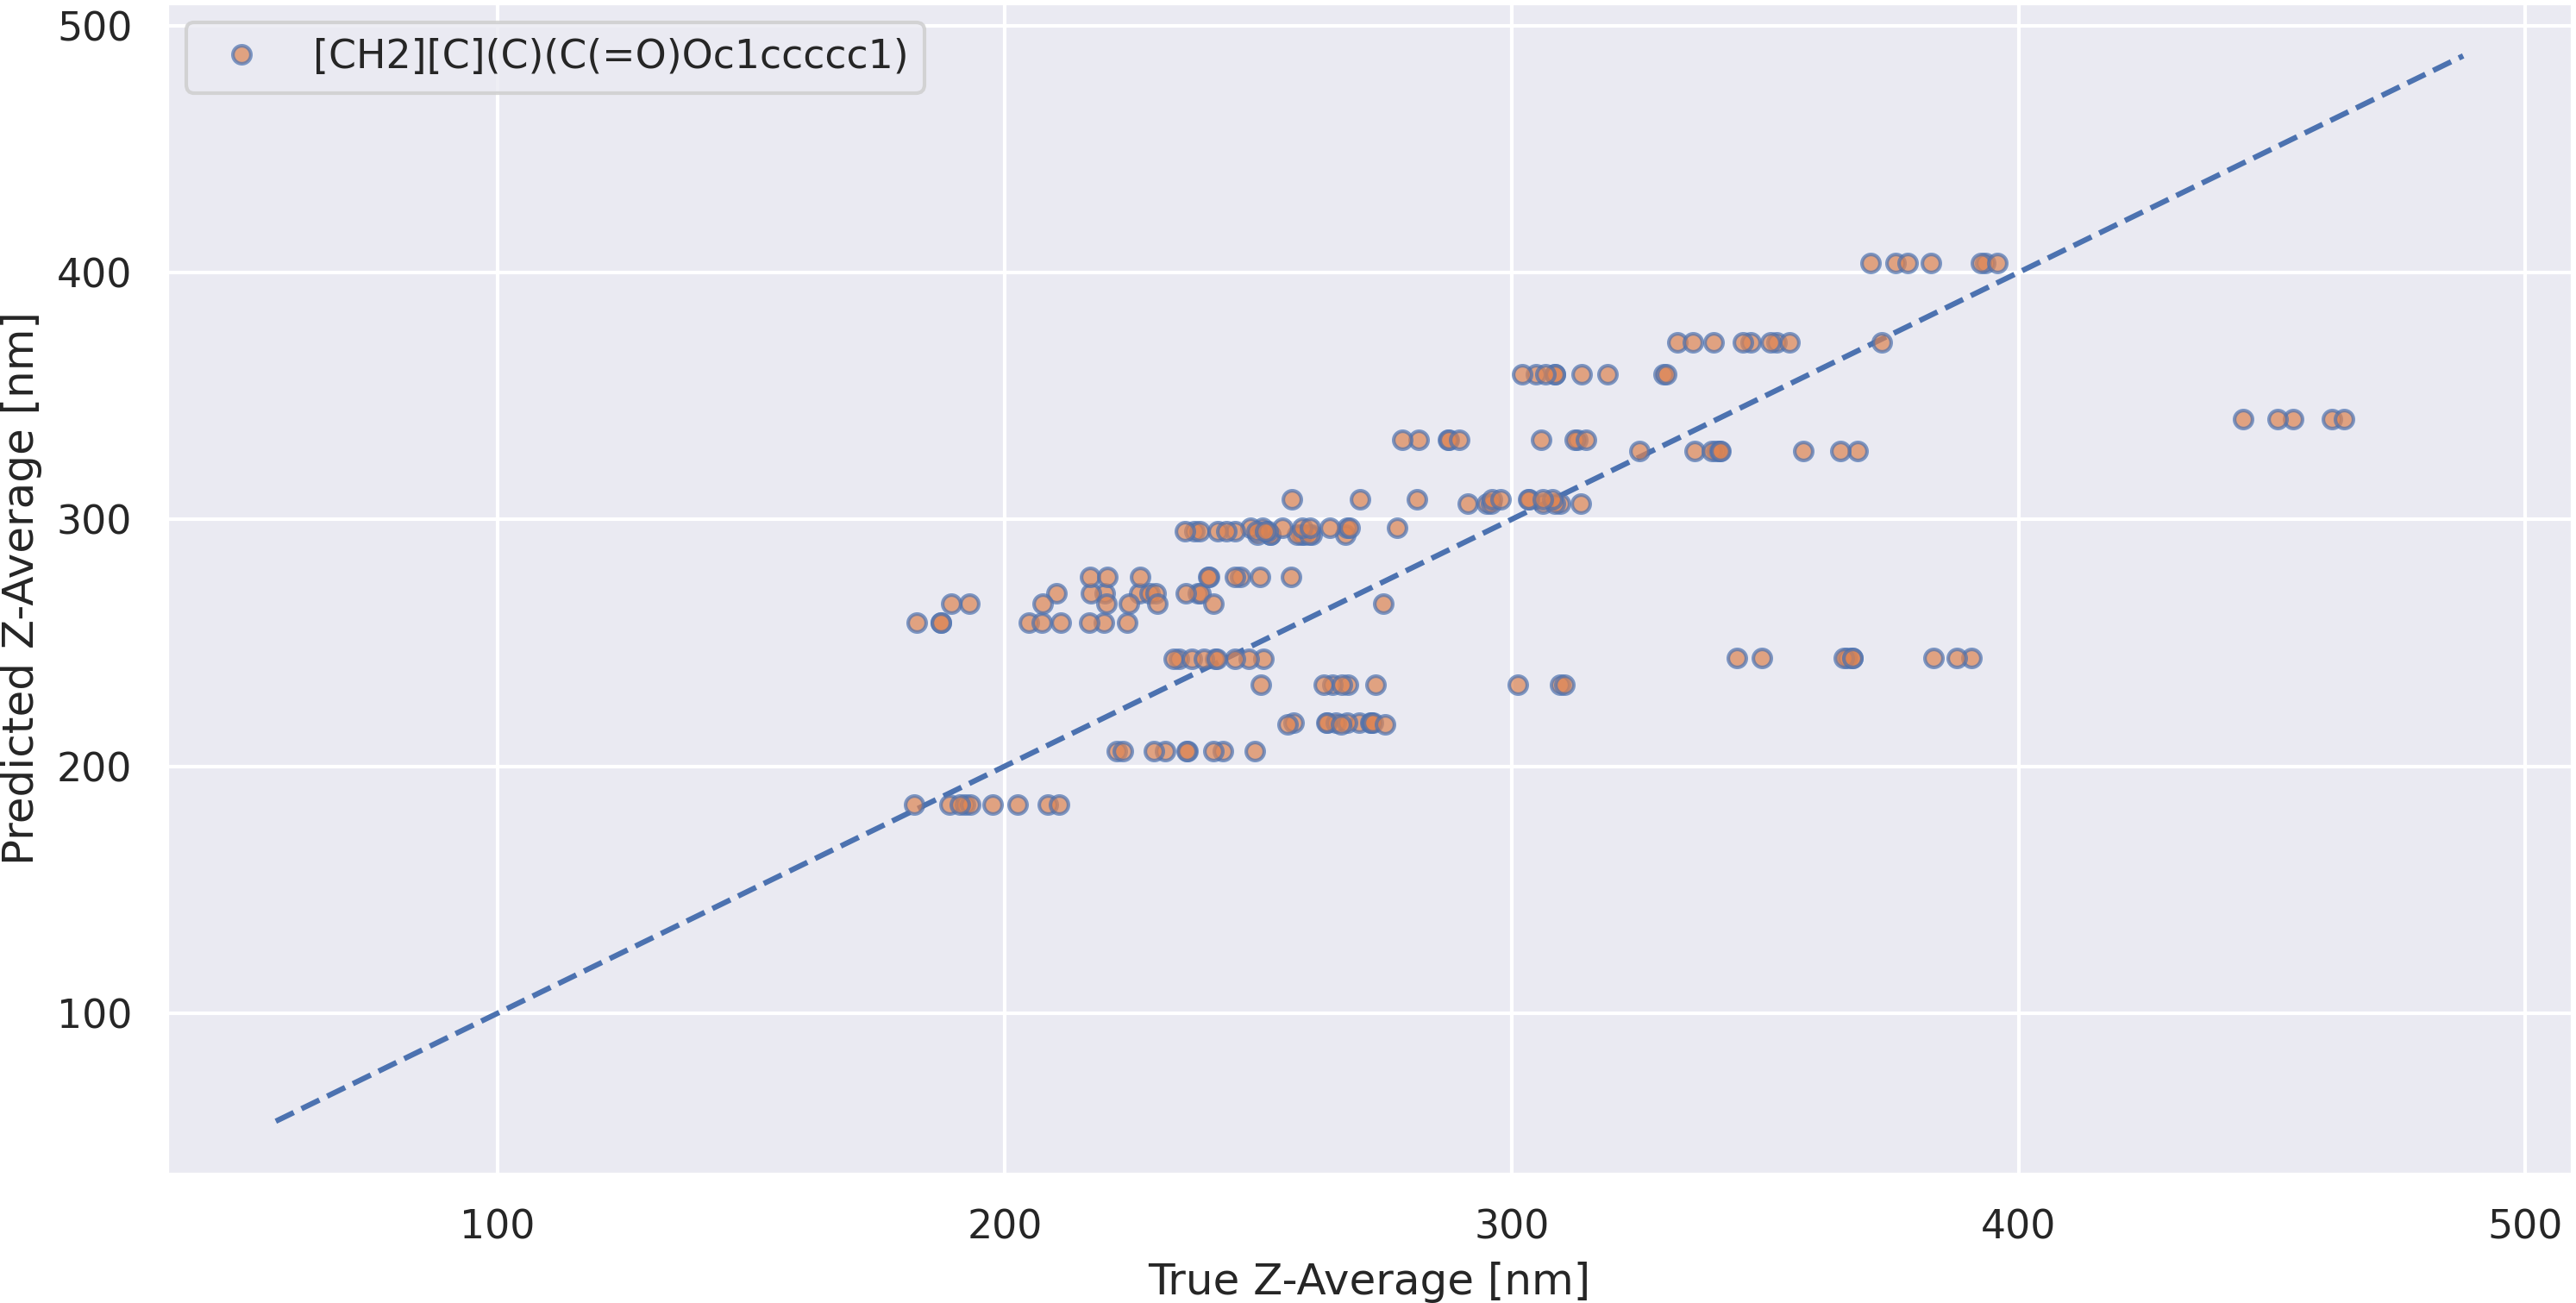 [CH2][C](C)(C(=O)Oc1ccccc1)
500
400
300
200
100
Predicted Z-Average [nm]
100 200 300 400 500
True Z-Average [nm]